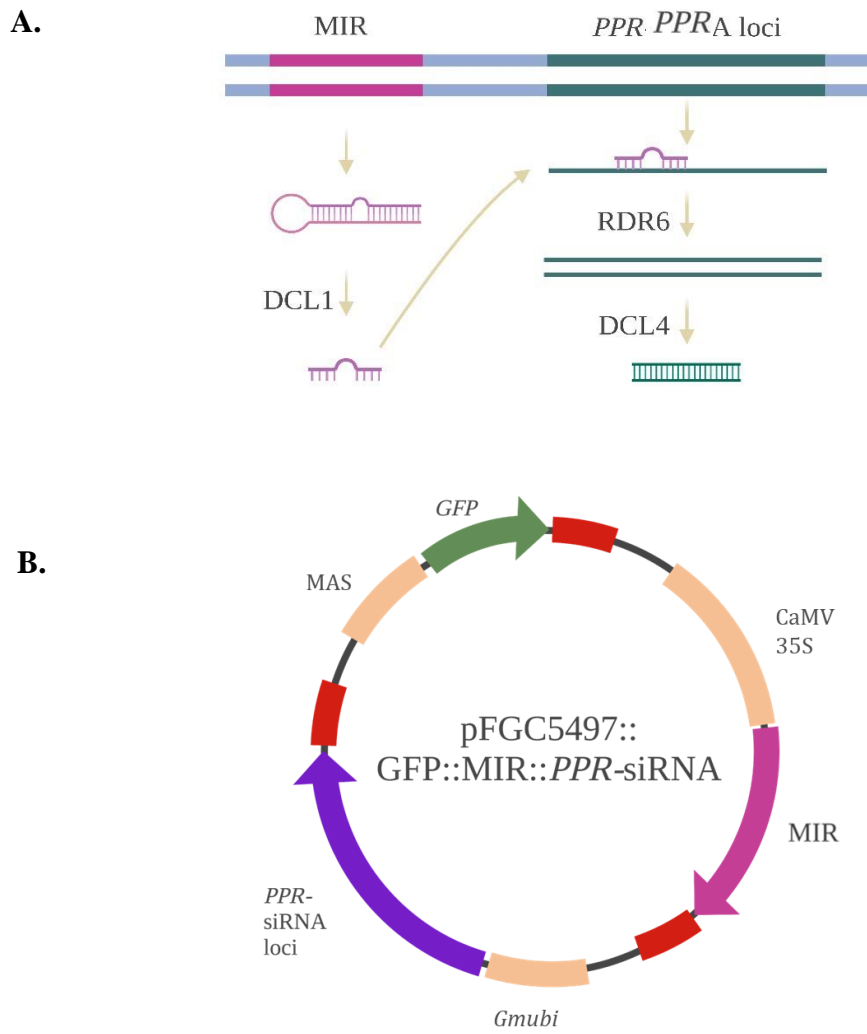 A.
MIR
PPR- PPRA loci
RDR6
DCL1
DCL4
B.
GFP
MAS
CaMV
35S
pFGC5497::
GFP::MIR::PPR-siRNA
MIR
PPR-
siRNA
loci
Gmubi